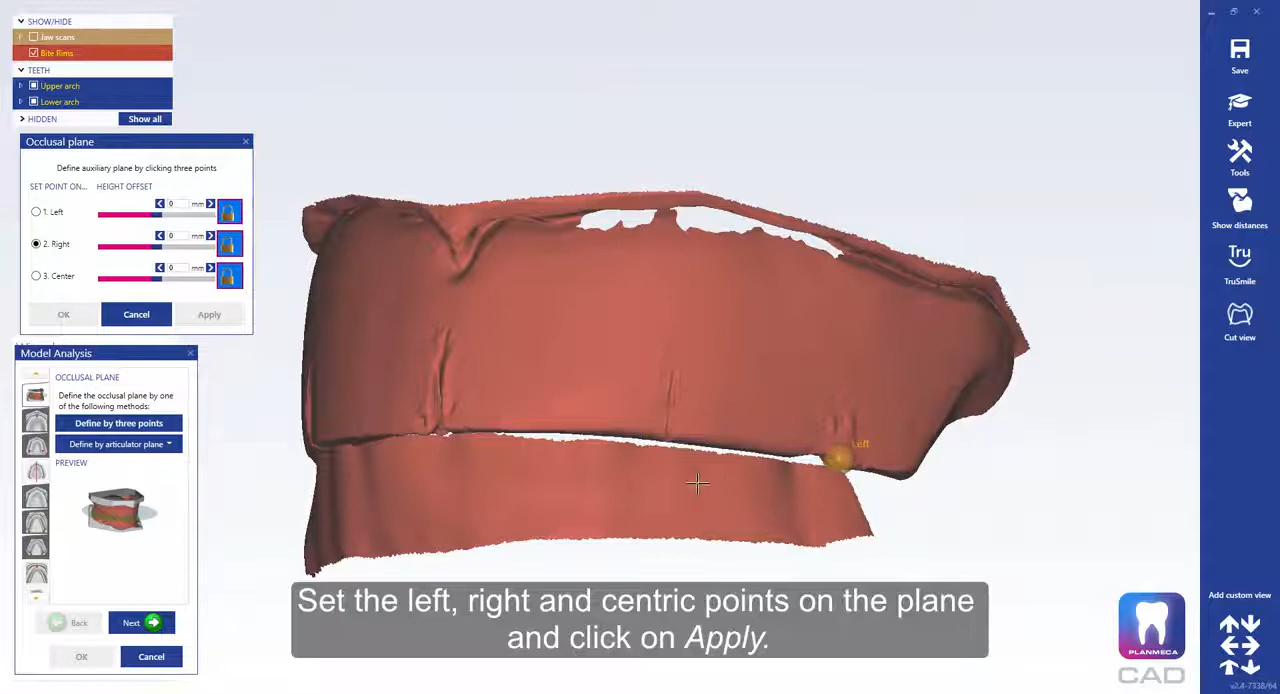 SHOW/HIDE
Jaw scans
Bite Rims
TEETH
Upper arch
Lower arch
HIDDEN
Show all
Occlusal plane
Define auxiliary plane by clicking three points
SET POINT ON... HEIGHT OFFSET
1. Left
0 mm
2. Right
0 mm
3. Center
0 mm
OK Cancel Apply
Model Analysis
OCCLUSAL PLANE
Define the occlusal plane by one
of the following methods:
Define by three points
Define by articulator plane
PREVIEW
Back Next
OK Cancel
Left
Set the left, right and centric points on the plane
and click on Apply.
Save
Expert
Tools
Show distances
Tru
TruSmile
Cut view
Add custom view
PLANMECA
CAD
v2.4-7338/64